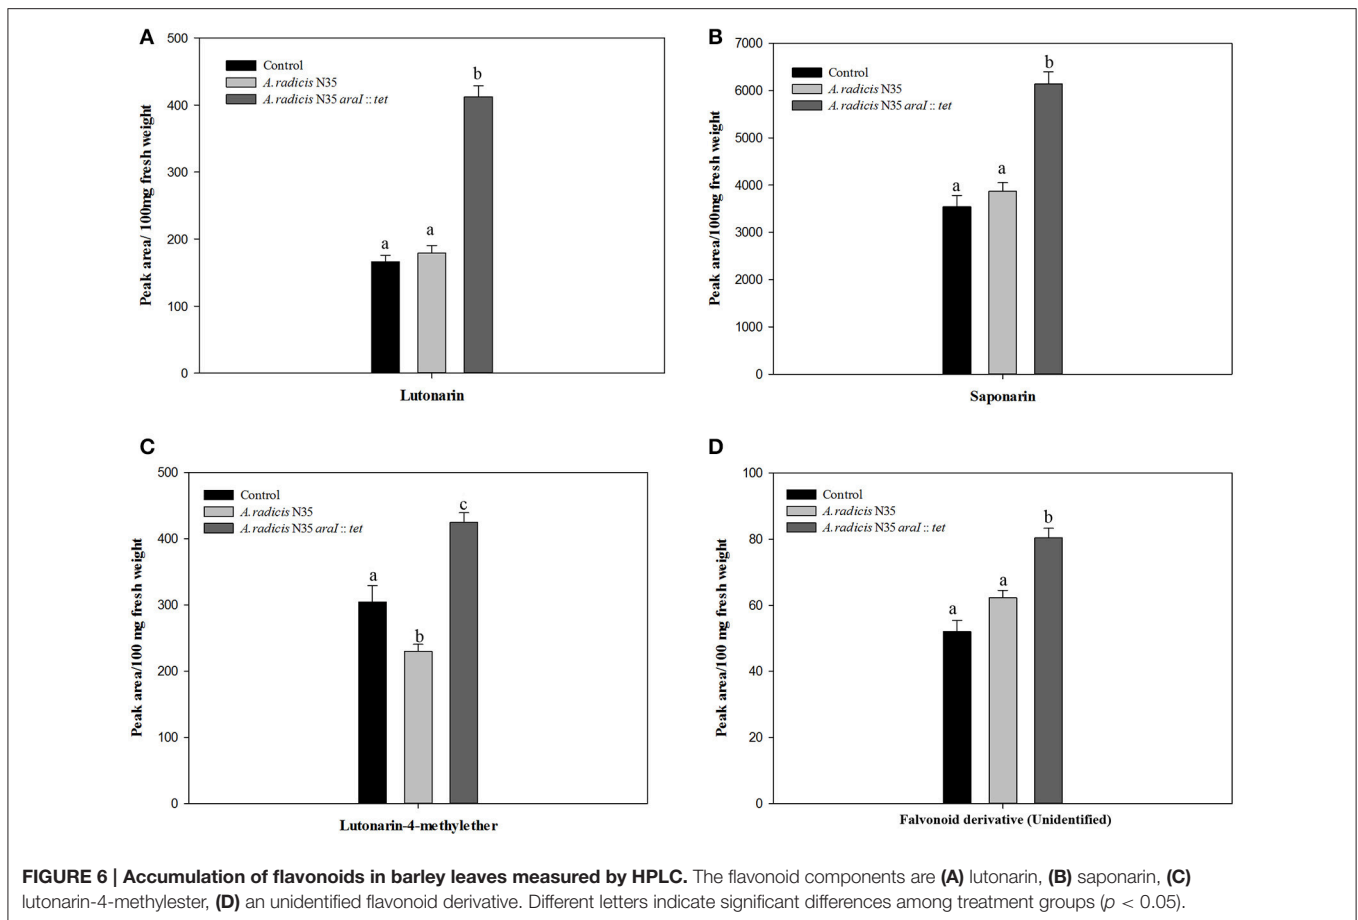 A
500
400
300
200
100
0
Peak area/ 100mg fresh weight
Control
A.radicis N35
A.radicis N35 araI :: tet
a
a
b
Lutonarin
B
7000
6000
5000
4000
3000
2000
1000
0
Peak area/100mg fresh weight
Control
A.radicis N35
A.radicis N35 araI :: tet
a
a
b
Saponarin
C
500
400
300
200
100
0
Peak area/100 mg fresh weight
Control
A.radicis N35
A.radicis N35 araI :: tet
a
b
c
Lutonarin-4-methylether
D
100
80
60
40
20
0
Peak area/100 mg fresh weight
Control
A.radicis N35
A.radicis N35 araI :: tet
a
a
b
Falvonoid derivative (Unidentified)
FIGURE 6 | Accumulation of flavonoids in barley leaves measured by HPLC. The flavonoid components are (A) lutonarin, (B) saponarin, (C)
lutonarin-4-methylester, (D) an unidentified flavonoid derivative. Different letters indicate significant differences among treatment groups (p < 0.05).